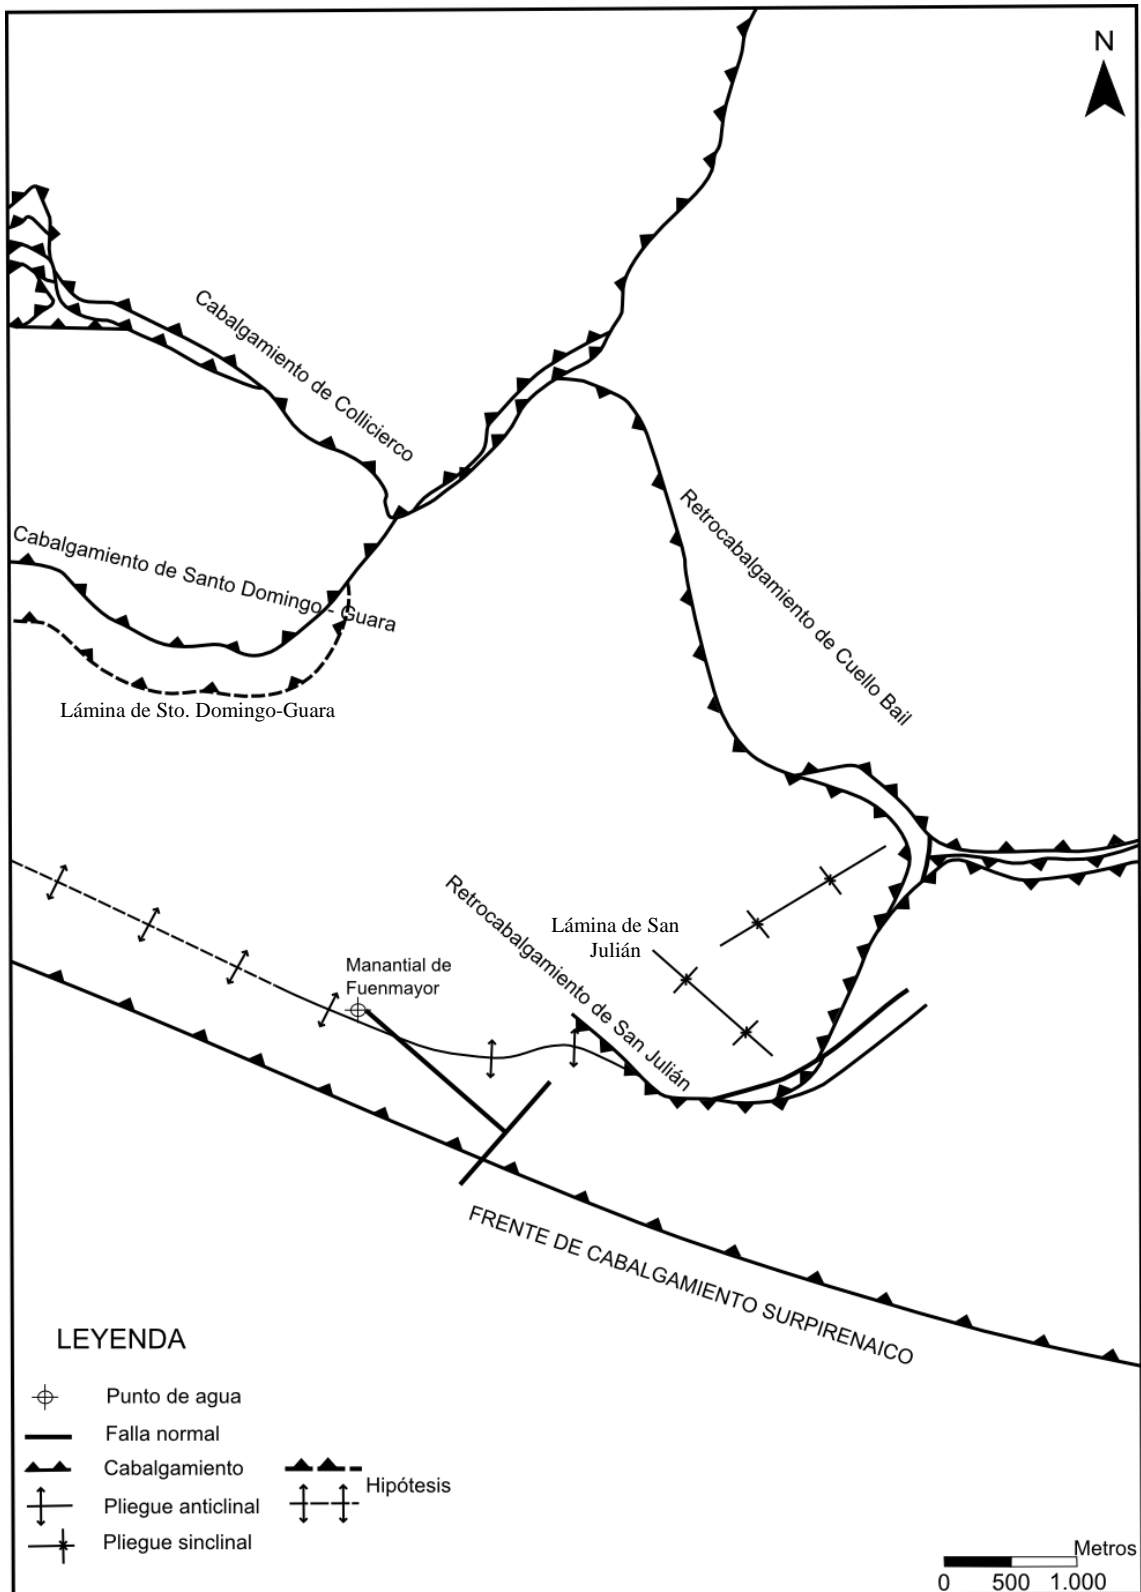 N
Cabalgamiento de Collicierco
Cabalgamiento de Santo Domingo - Guara
Retrocabalgamiento de Cuello Bail
Lámina de Sto. Domingo-Guara
Retrocabalgamiento de San Julián
Lámina de San
Julián
Manantial de
Fuenmayor
FRENTE DE CABALGAMIENTO SURPIRENAICO
LEYENDA
Punto de agua
Falla normal
Cabalgamiento
Hipótesis
Pliegue anticlinal
Pliegue sinclinal
Metros
0 500 1.000